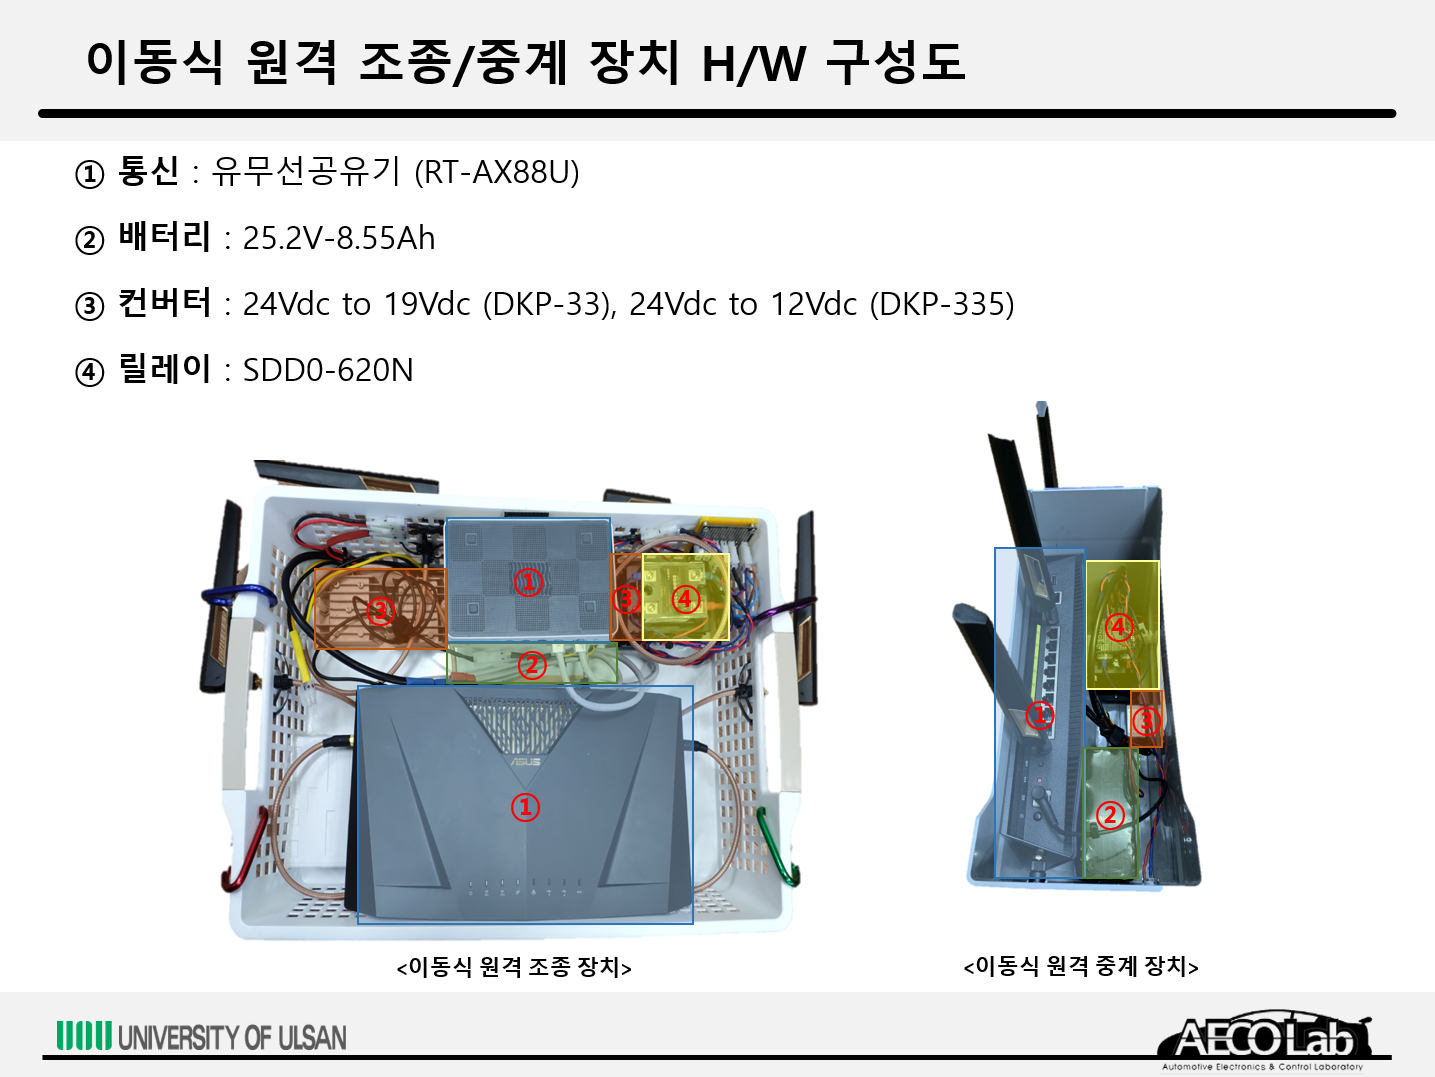 이동식 원격 조종/중계 장치 H/W 구성도
① 통신 : 유무선공유기 (RT-AX88U)
② 배터리 : 25.2V-8.55Ah
③ 컨버터 : 24Vdc to 19Vdc (DKP-33), 24Vdc to 12Vdc (DKP-335)
④ 릴레이 : SDD0-620N
①
③
③
④
②
ASUS
①
④
①
③
②
<이동식 원격 조종 장치>
<이동식 원격 중계 장치>
UNIVERSITY OF ULSAN
AECOLab
Automotive Electronics & Control Laboratory